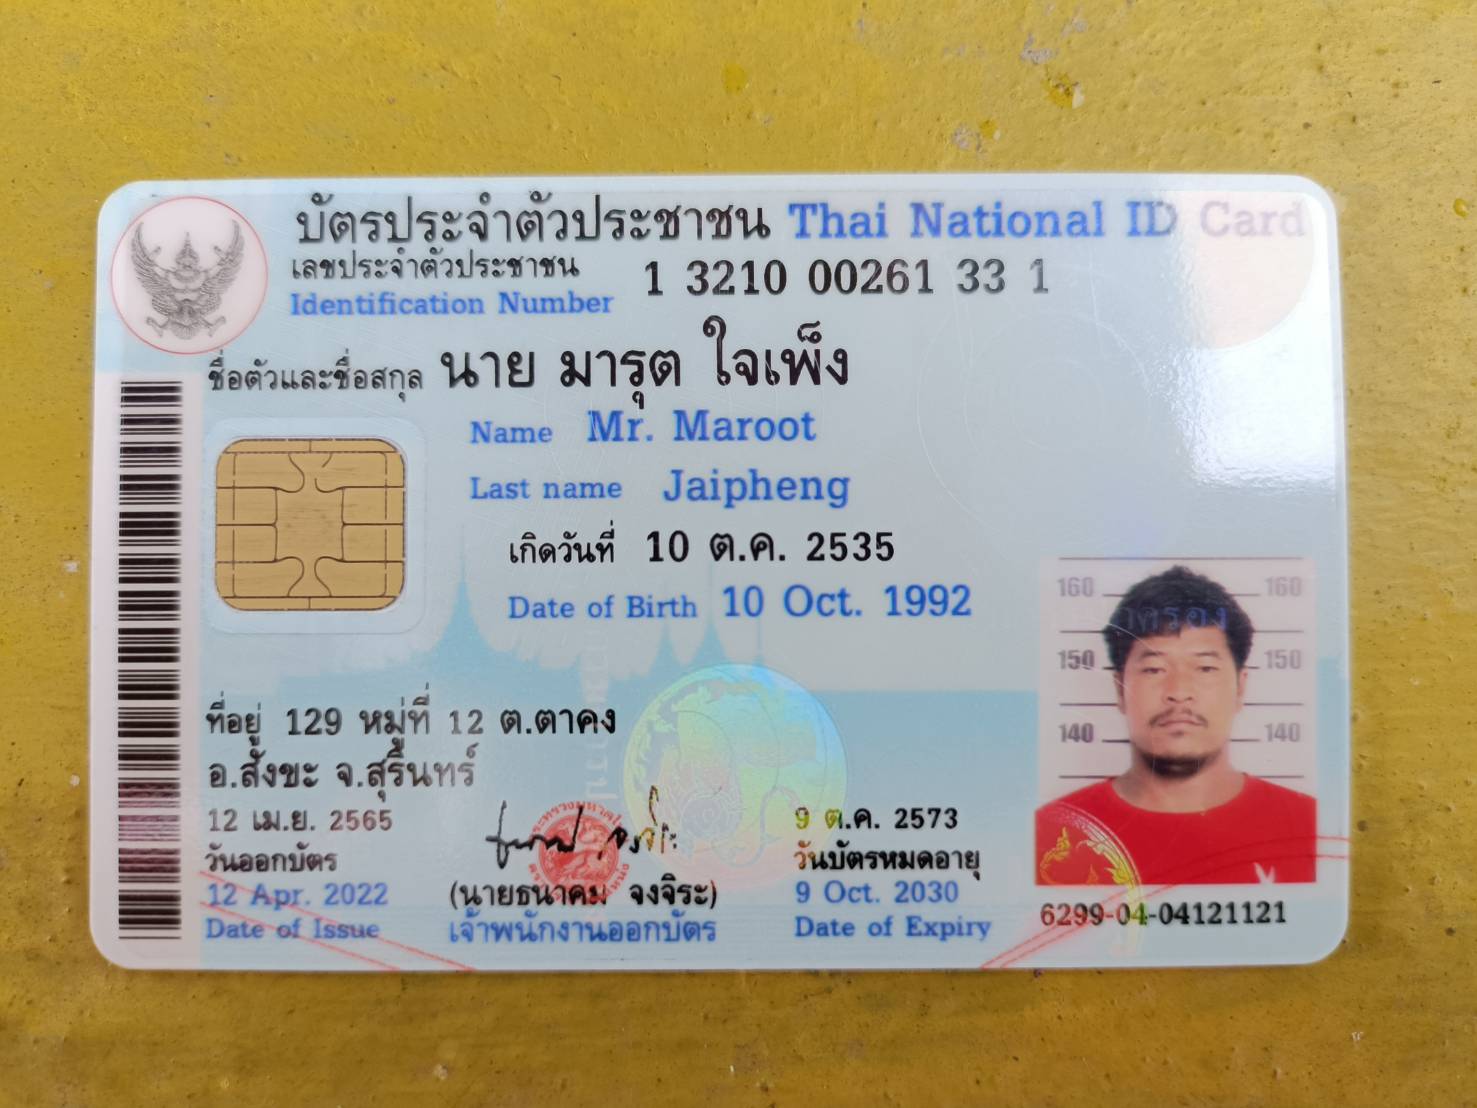 บัตรประจำตัวประชาชน Thai National ID Card
เลขประจำตัวประชาชน
Identification Number
1 3210 00261 33 1
ชื่อตัวและชื่อสกุล นาย มารุต ใจเพ็ง
Name Mr. Maroot
Last name Jaipheng
เกิดวันที่ 10 ต.ค. 2535
Date of Birth 10 Oct. 1992
ที่อยู่ 129 หมู่ที่ 12 ต.ตาคง
อ.สังขะ จ.สุรินทร์
12 เม.ย. 2565
วันออกบัตร
12 Apr. 2022
Date of Issue
(นายธนาคม จงจิระ)
เจ้าพนักงานออกบัตร
9 ต.ค. 2573
วันบัตรหมดอายุ
9 Oct. 2030
Date of Expiry
160 160
150 150
140 140
6299-04-04121121